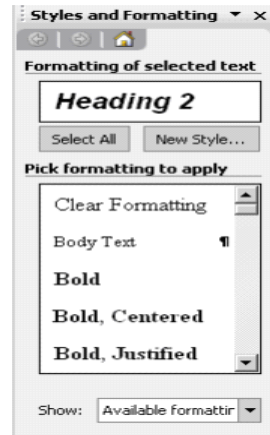 Styles and Formatting
Formatting of selected text
Heading 2
Select All New Style...
Pick formatting to apply
Clear Formatting
Body Text ¶
Bold
Bold, Centered
Bold, Justified
Show: Available formattir